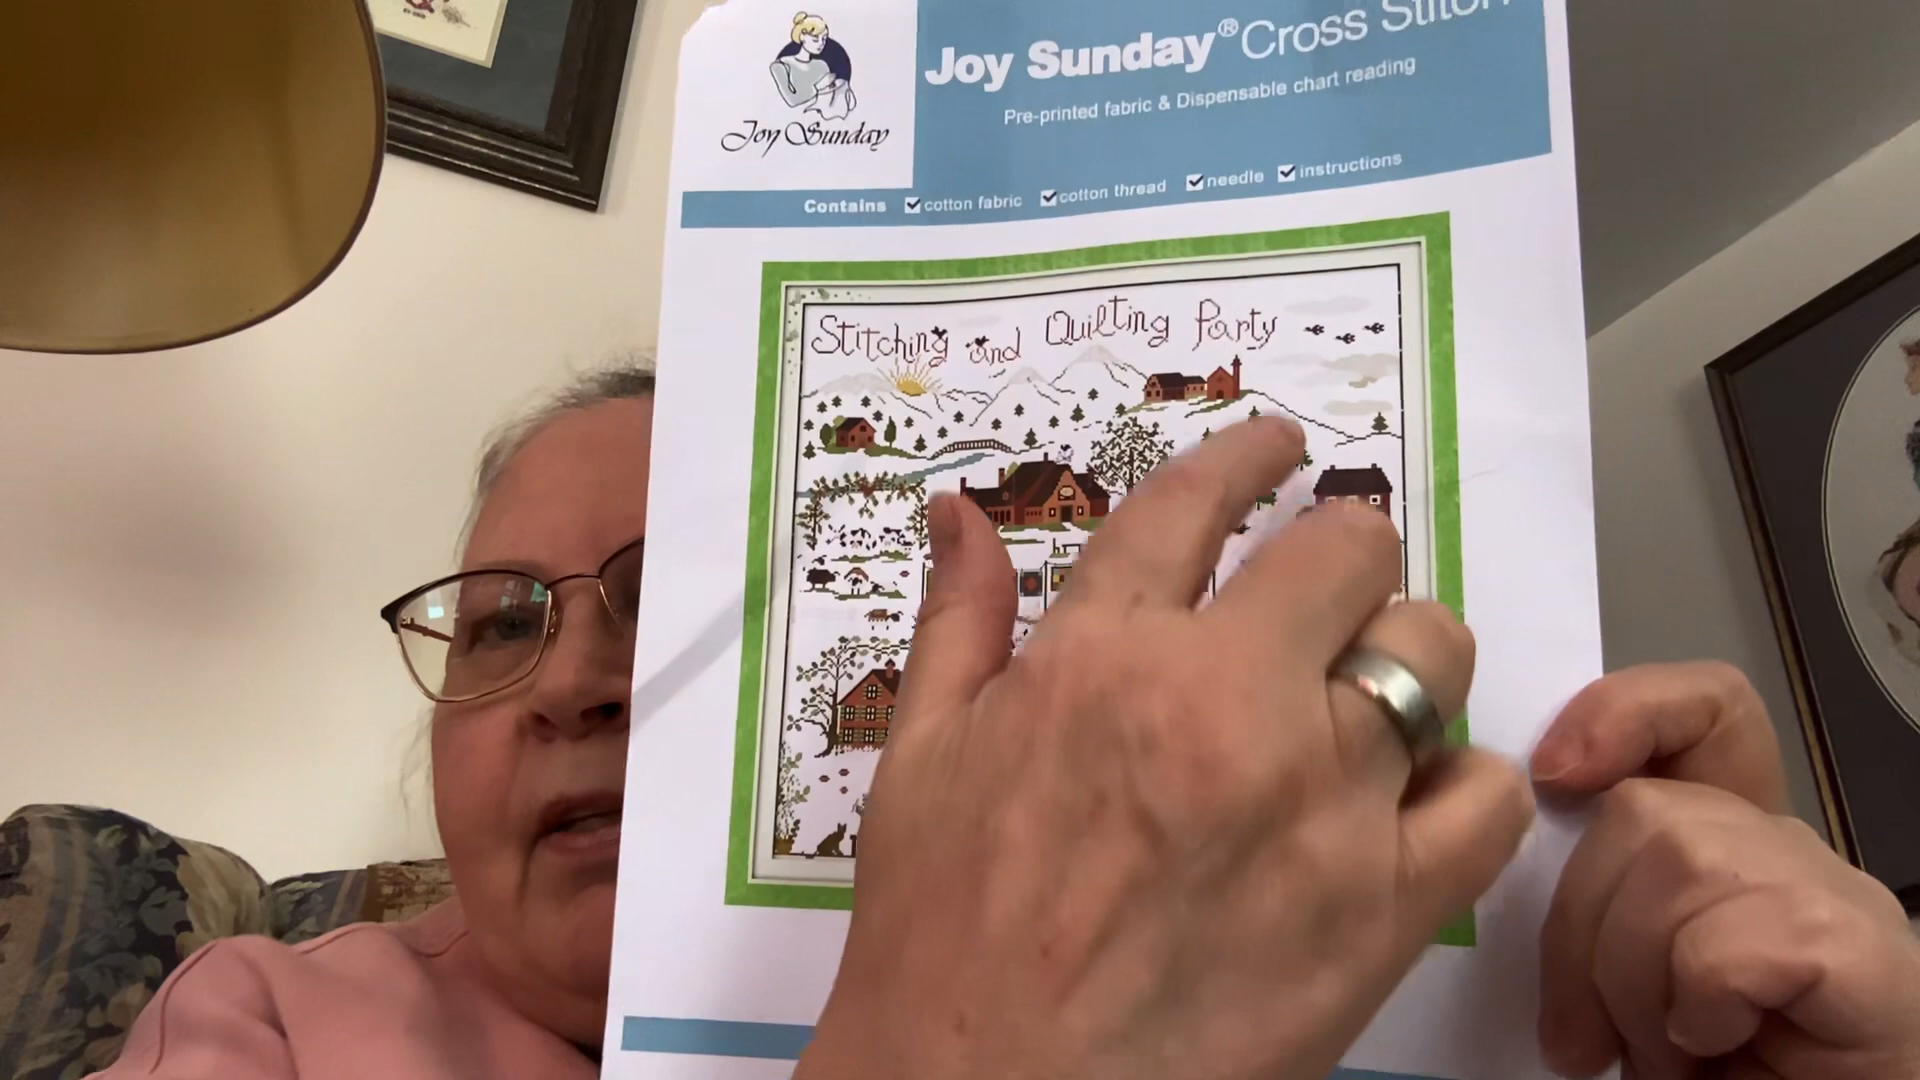 Joy Sunday® Cross Stitch
Pre-printed fabric & Dispensable chart reading
Joy Sunday
Contains cotton fabric cotton thread needle instructions
Stitching and Quilting Party